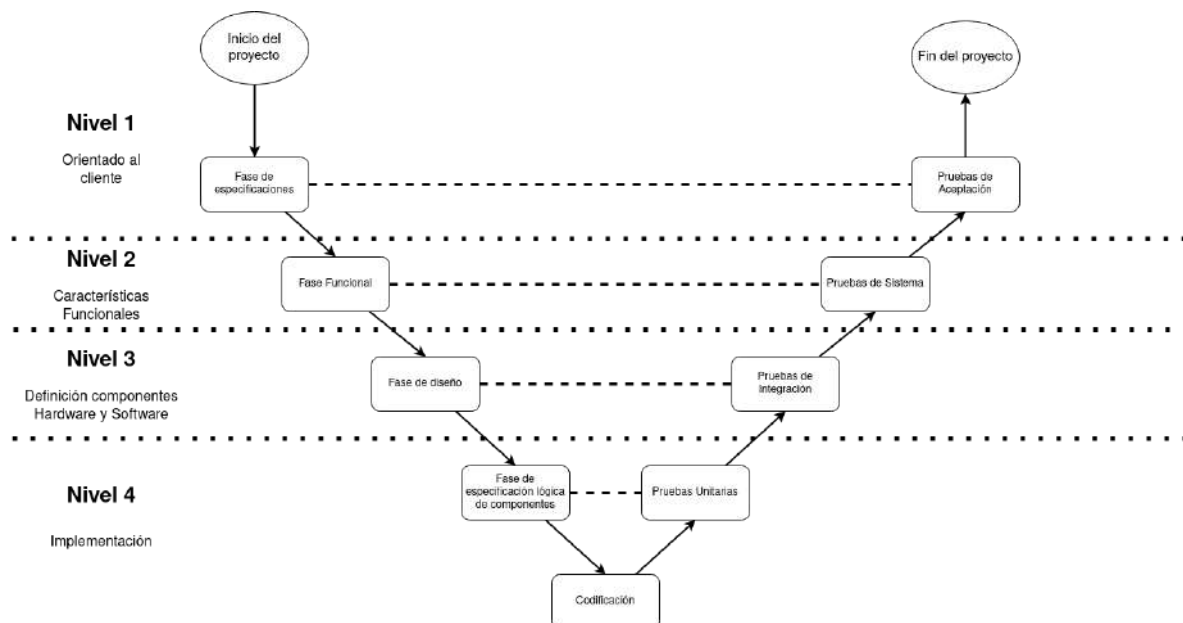 Inicio del
proyecto
Fin del proyecto
Nivel 1
Orientado al
cliente
Fase de
especificaciones
Pruebas de
Aceptación
Nivel 2
Características
Funcionales
Fase Funcional
Pruebas de Sistema
Nivel 3
Definición componentes
Hardware y Software
Fase de diseño
Pruebas de
Integración
Nivel 4
Implementación
Fase de
especificación lógica
de componentes
Pruebas Unitarias
Codificación